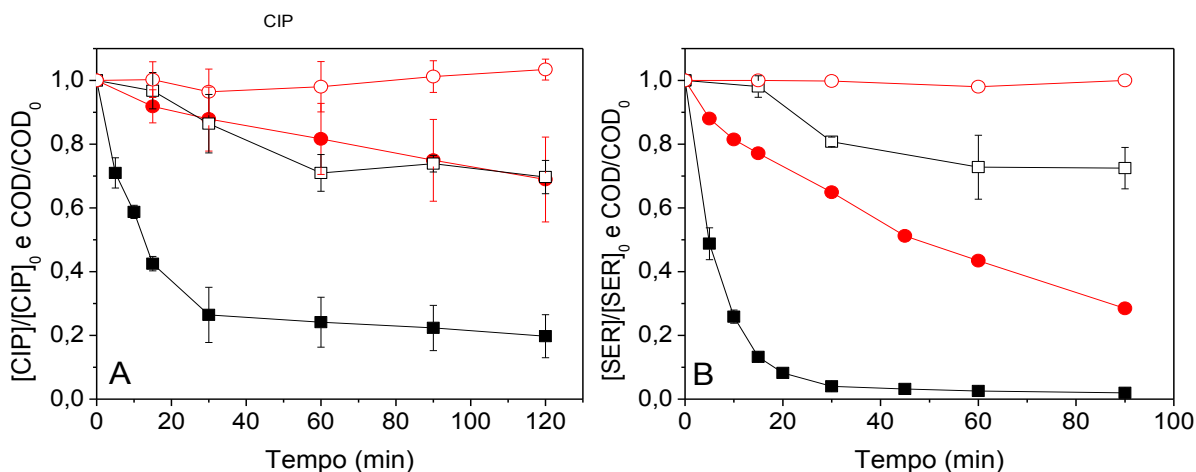 CIP
[CIP]/[CIP]0 e COD/COD0
1,0
0,8
0,6
0,4
0,2
0,0
A
0 20 40 60 80 100 120
Tempo (min)
[SER]/[SER]0 e COD/COD0
1,0
0,8
0,6
0,4
0,2
0,0
B
0 20 40 60 80 100
Tempo (min)